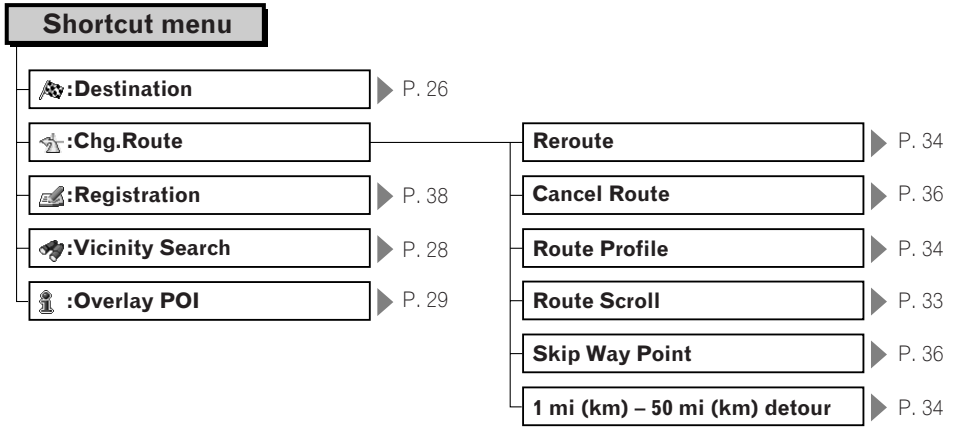 Shortcut menu
:Destination P. 26
:Chg.Route
:Registration P. 38
:Vicinity Search P. 28
:Overlay POI P. 29
Reroute P. 34
Cancel Route P. 36
Route Profile P. 34
Route Scroll P. 33
Skip Way Point P. 36
1 mi (km) – 50 mi (km) detour P. 34